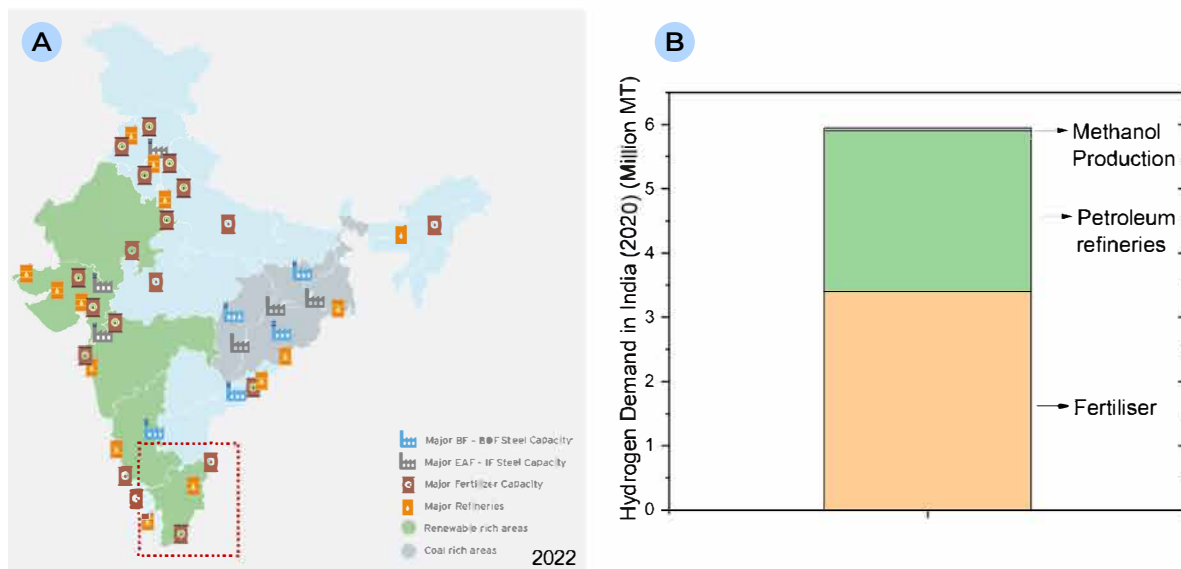 A
Major BF - BOF Steel Capacity
Major EAF - IF Steel Capacity
Major Fertilizer Capacity
Major Refineries
Renewable rich areas
Coal rich areas
2022
B
Hydrogen Demand in India (2020) (Million MT)
6
5
4
3
2
1
0
Methanol
Production
Petroleum
refineries
Fertiliser